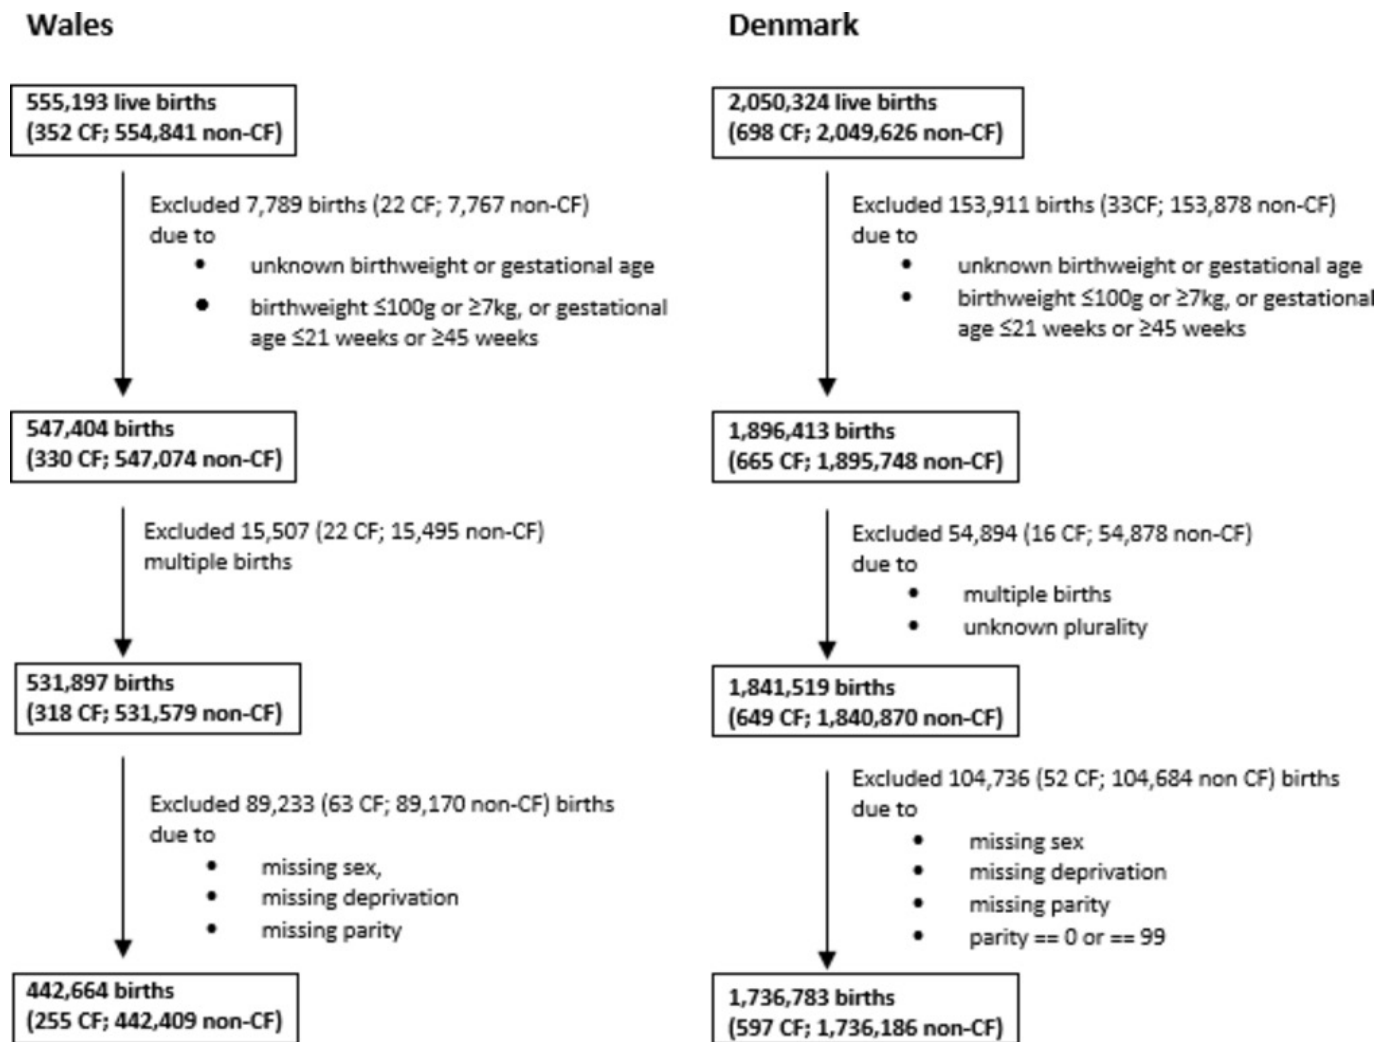 Wales
555,193 live births
(352 CF; 554,841 non-CF)
Excluded 7,789 births (22 CF; 7,767 non-CF)
due to
• unknown birthweight or gestational age
• birthweight ≤100g or ≥7kg, or gestational
age ≤21 weeks or ≥45 weeks
547,404 births
(330 CF; 547,074 non-CF)
Excluded 15,507 (22 CF; 15,495 non-CF)
multiple births
531,897 births
(318 CF; 531,579 non-CF)
Excluded 89,233 (63 CF; 89,170 non-CF) births
due to
• missing sex,
• missing deprivation
• missing parity
442,664 births
(255 CF; 442,409 non-CF)
Denmark
2,050,324 live births
(698 CF; 2,049,626 non-CF)
Excluded 153,911 births (33CF; 153,878 non-CF)
due to
• unknown birthweight or gestational age
• birthweight ≤100g or ≥7kg, or gestational
age ≤21 weeks or ≥45 weeks
1,896,413 births
(665 CF; 1,895,748 non-CF)
Excluded 54,894 (16 CF; 54,878 non-CF)
due to
• multiple births
• unknown plurality
1,841,519 births
(649 CF; 1,840,870 non-CF)
Excluded 104,736 (52 CF; 104,684 non CF) births
due to
• missing sex
• missing deprivation
• missing parity
• parity == 0 or == 99
1,736,783 births
(597 CF; 1,736,186 non-CF)